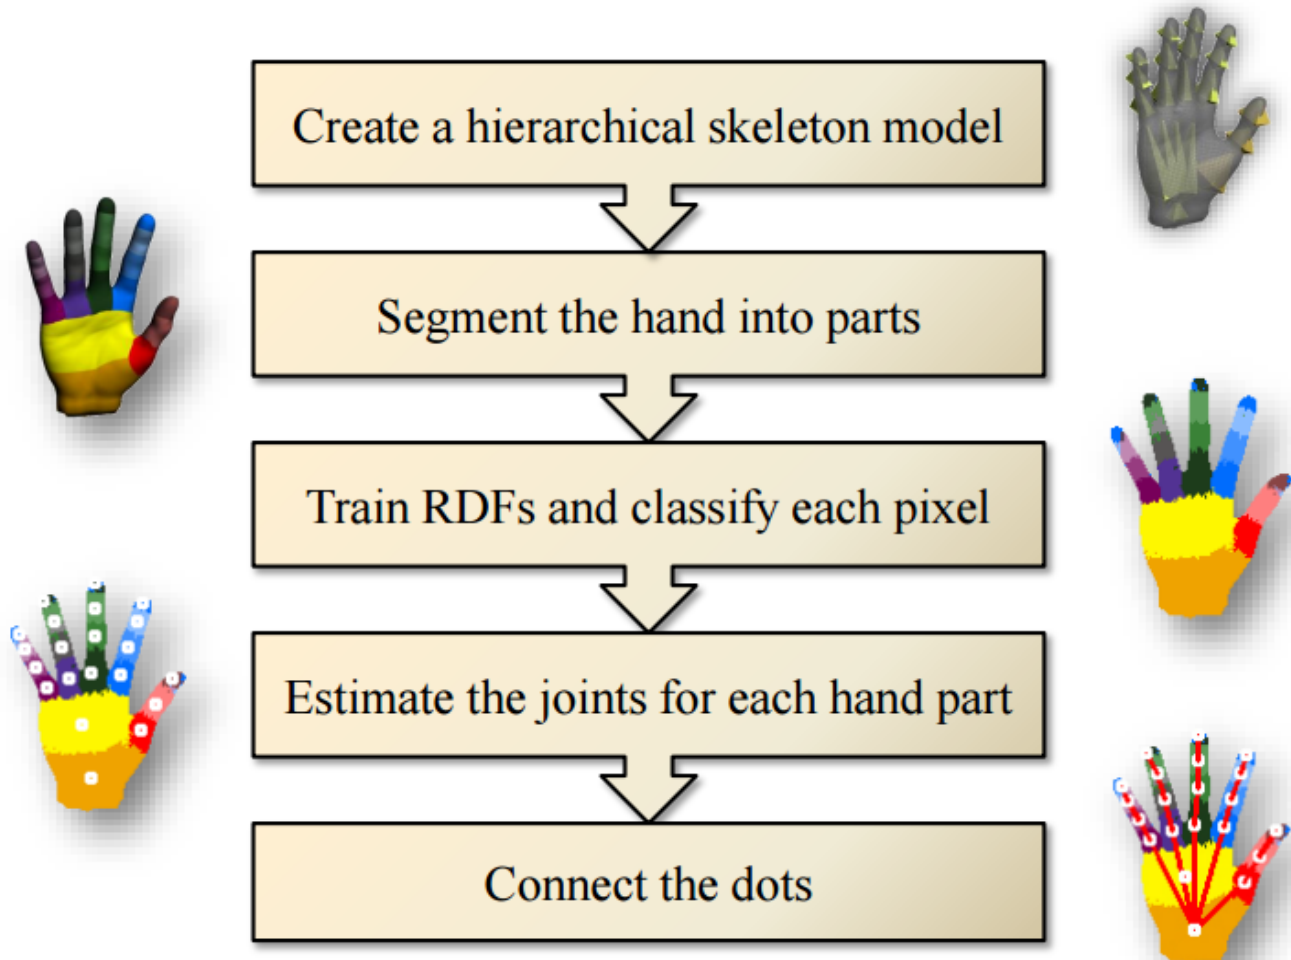 Create a hierarchical skeleton model
Segment the hand into parts
Train RDFs and classify each pixel
Estimate the joints for each hand part
Connect the dots